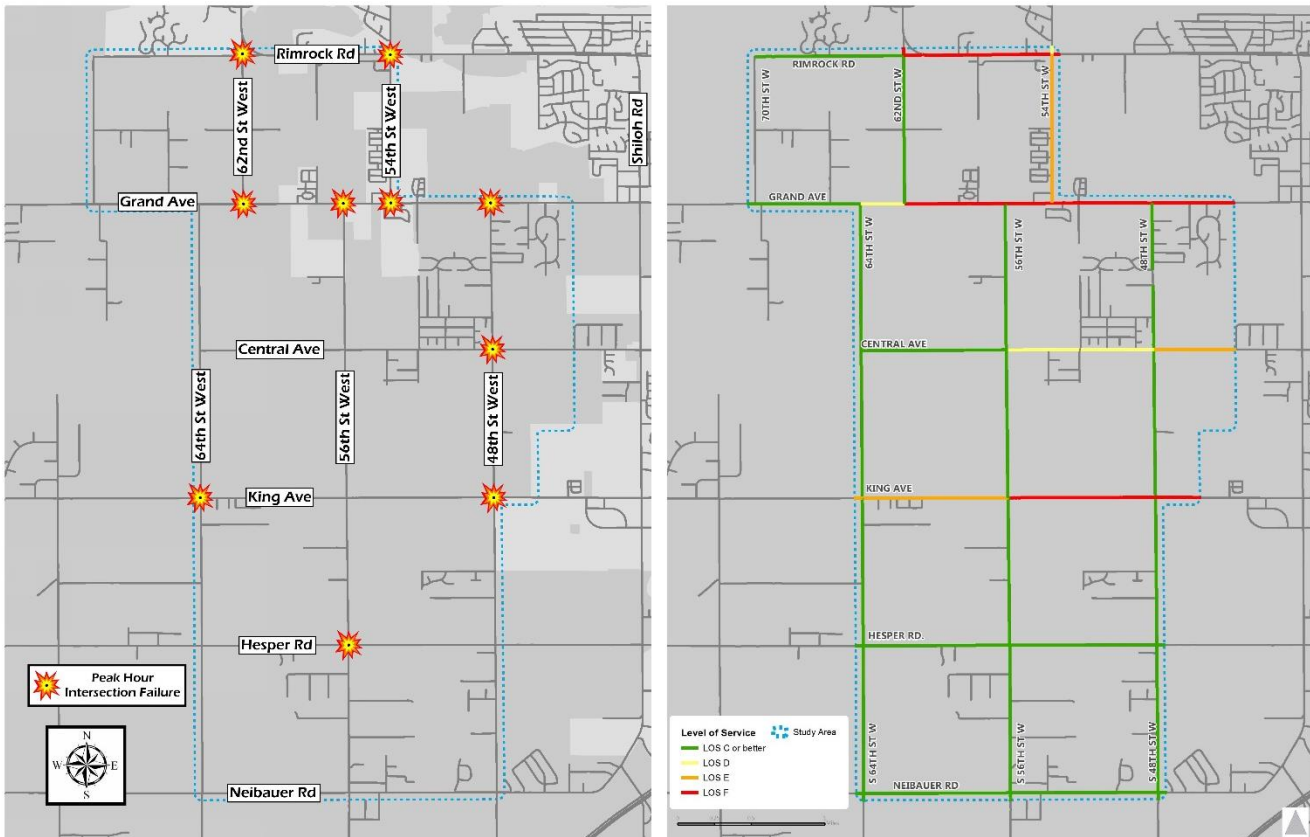 Rimrock Rd
62nd St West
54th St West
Shiloh Rd
Grand Ave
Central Ave
64th St West
56th St West
48th St West
King Ave
Hesper Rd
Peak Hour
Intersection Failure
N
W
E
S
Neibauer Rd
RIMROCK RD
70TH ST W
62ND ST W
54TH ST W
GRAND AVE
64TH ST W
56TH ST W
48TH ST W
CENTRAL AVE
KING AVE
HESPER RD.
Level of Service
Study Area
LOS C or better
LOS D
LOS E
LOS F
S 64TH ST W
S 56TH ST W
S 48TH ST W
NEIBAUER RD